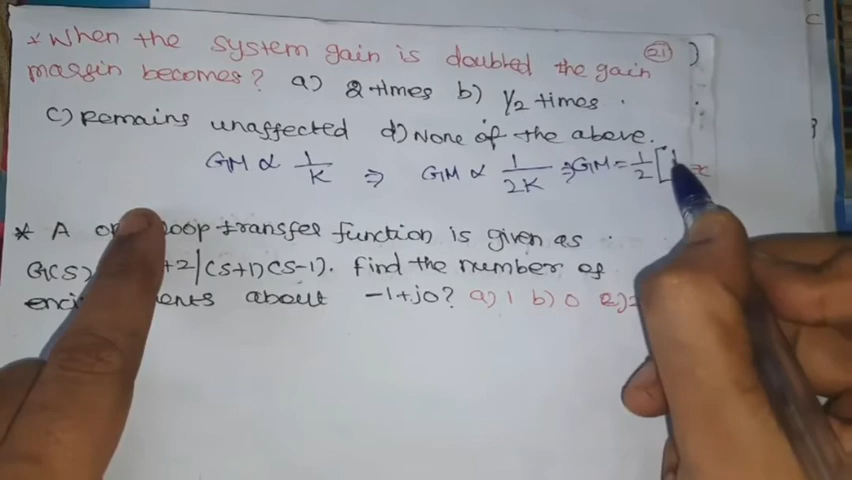 * When the system gain is doubled the gain (21)
margin becomes? a) 2 times b) 1/2 times.
c) Remains unaffected d) None of the above.
GM ∝ 1/K ⇒ GM ∝ 1/2K ⇒ GM = 1/2 [
* A loop transfer function is given as
G(s) +2|(s+1)(s-1). find the number of
about -1+j0? a) 1 b) 0